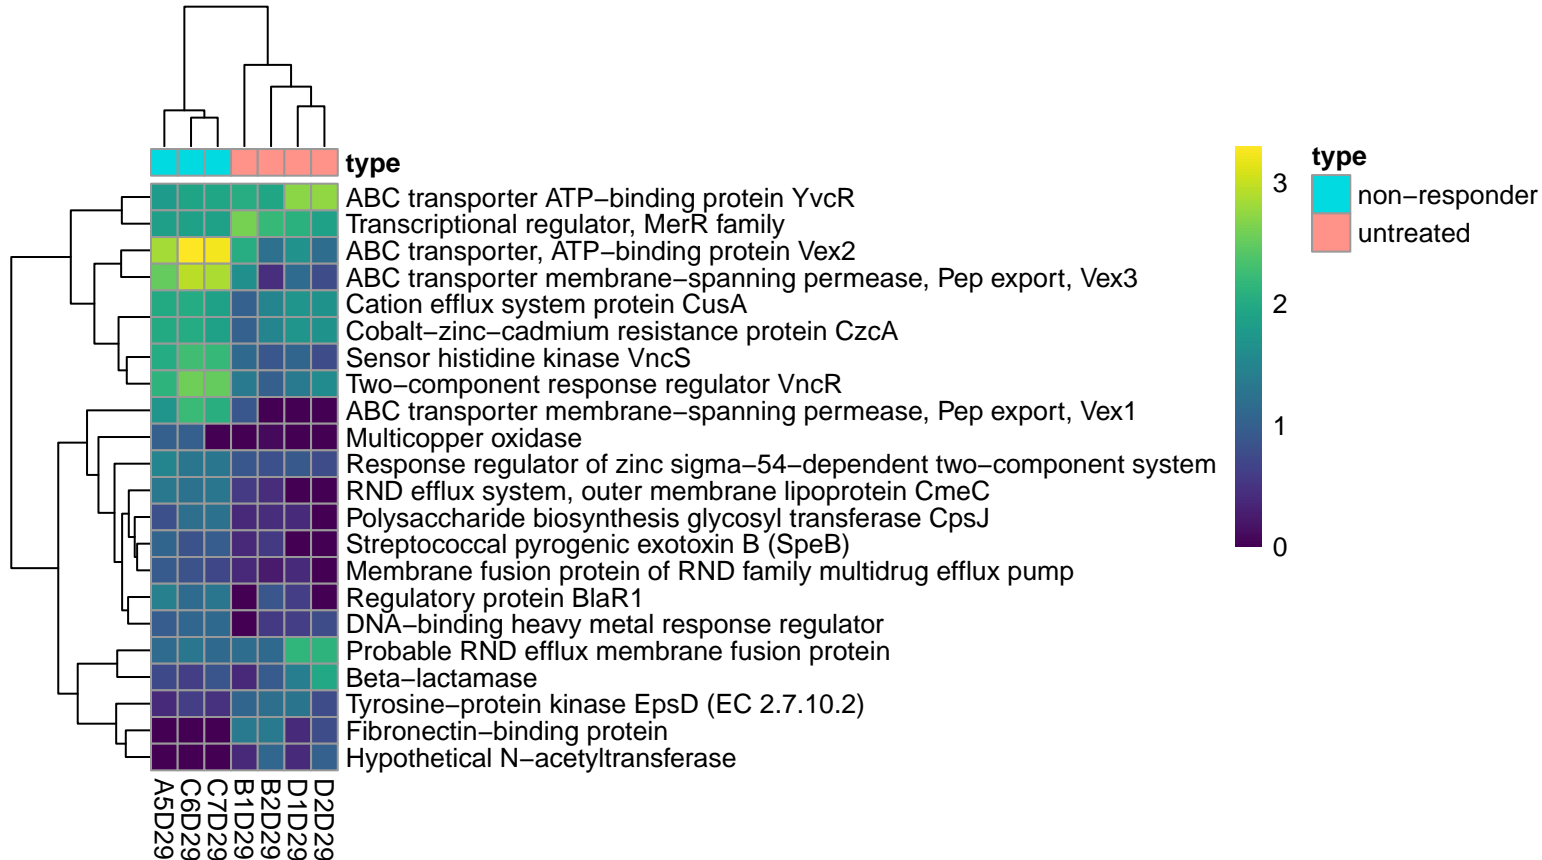 type
ABC transporter ATP−binding protein YvcR
Transcriptional regulator, MerR family
ABC transporter, ATP−binding protein Vex2
ABC transporter membrane−spanning permease, Pep export, Vex3
Cation efflux system protein CusA
Cobalt−zinc−cadmium resistance protein CzcA
Sensor histidine kinase VncS
Two−component response regulator VncR
ABC transporter membrane−spanning permease, Pep export, Vex1
Multicopper oxidase
Response regulator of zinc sigma−54−dependent two−component system
RND efflux system, outer membrane lipoprotein CmeC
Polysaccharide biosynthesis glycosyl transferase CpsJ
Streptococcal pyrogenic exotoxin B (SpeB)
Membrane fusion protein of RND family multidrug efflux pump
Regulatory protein BlaR1
DNA−binding heavy metal response regulator
Probable RND efflux membrane fusion protein
Beta−lactamase
Tyrosine−protein kinase EpsD (EC 2.7.10.2)
Fibronectin−binding protein
Hypothetical N−acetyltransferase
A5D29
C6D29
C7D29
B1D29
B2D29
D1D29
D2D29
3
2
1
0
type
non−responder
untreated